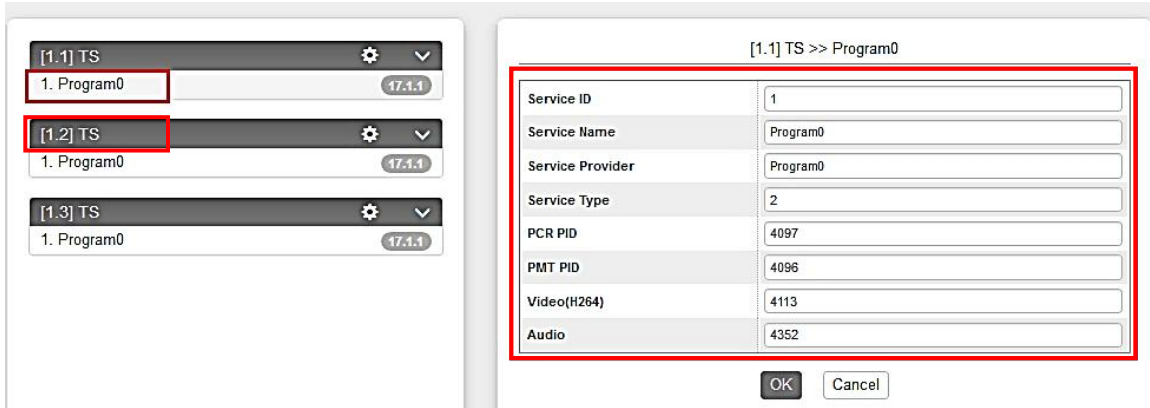 [1.1] TS
1. Program0 17.1.1
[1.2] TS
1. Program0 17.1.1
[1.3] TS
1. Program0 17.1.1
[1.1] TS >> Program0
Service ID 1
Service Name Program0
Service Provider Program0
Service Type 2
PCR PID 4097
PMT PID 4096
Video(H264) 4113
Audio 4352
OK Cancel